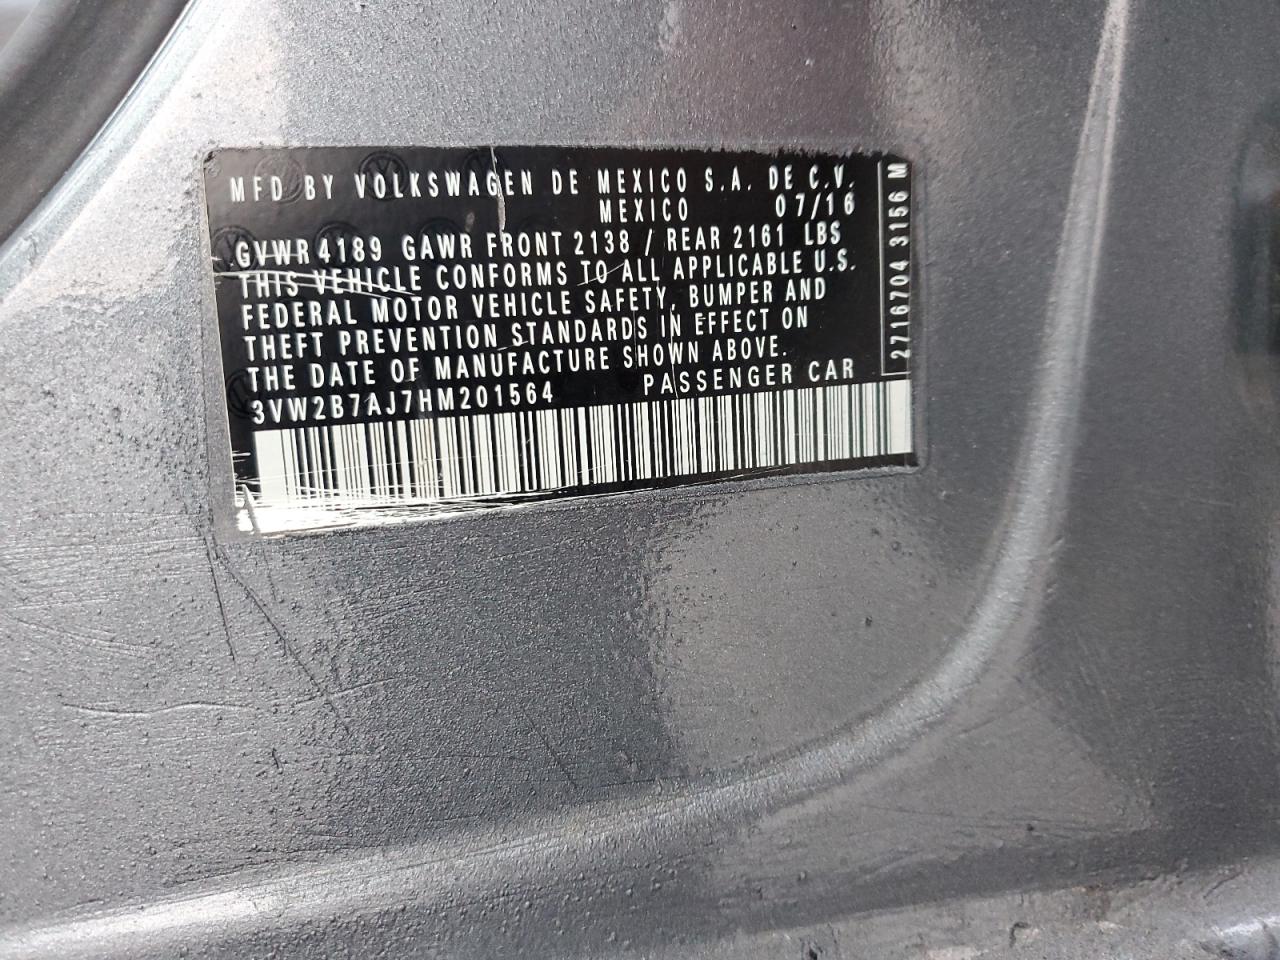 MFD BY VOLKSWAGEN DE MEXICO S.A. DE C.V.
MEXICO 07/16
GVWR 4189 GAWR FRONT 2138 / REAR 2161 LBS
THIS VEHICLE CONFORMS TO ALL APPLICABLE U.S.
FEDERAL MOTOR VEHICLE SAFETY, BUMPER AND
THEFT PREVENTION STANDARDS IN EFFECT ON
THE DATE OF MANUFACTURE SHOWN ABOVE.
3VW2B7AJ7HM201564 PASSENGER CAR
2716704 3156 M